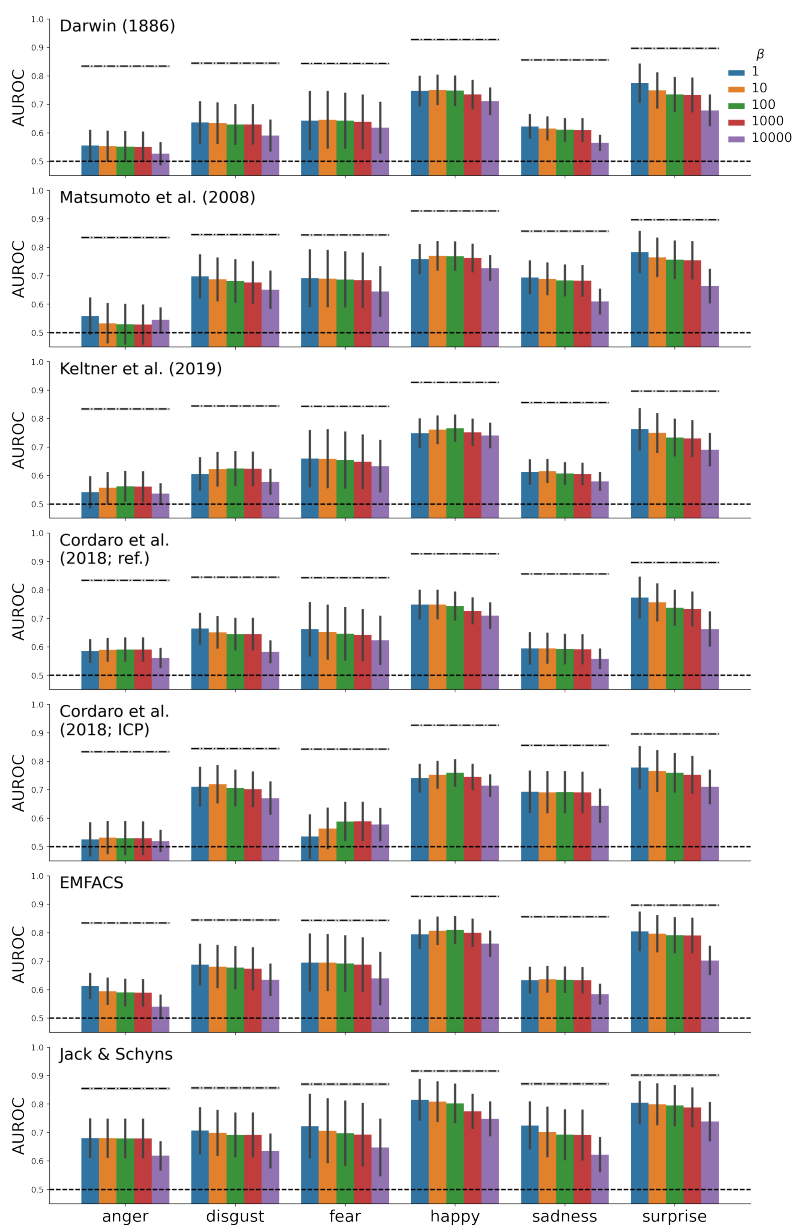 Darwin (1886)
AUROC
1.0
0.9
0.8
0.7
0.6
0.5
β
1
10
100
1000
10000
Matsumoto et al. (2008)
AUROC
1.0
0.9
0.8
0.7
0.6
0.5
Keltner et al. (2019)
AUROC
1.0
0.9
0.8
0.7
0.6
0.5
Cordaro et al.
(2018; ref.)
AUROC
1.0
0.9
0.8
0.7
0.6
0.5
Cordaro et al.
(2018; ICP)
AUROC
1.0
0.9
0.8
0.7
0.6
0.5
EMFACS
AUROC
1.0
0.9
0.8
0.7
0.6
0.5
Jack & Schyns
AUROC
1.0
0.9
0.8
0.7
0.6
0.5
anger disgust fear happy sadness surprise